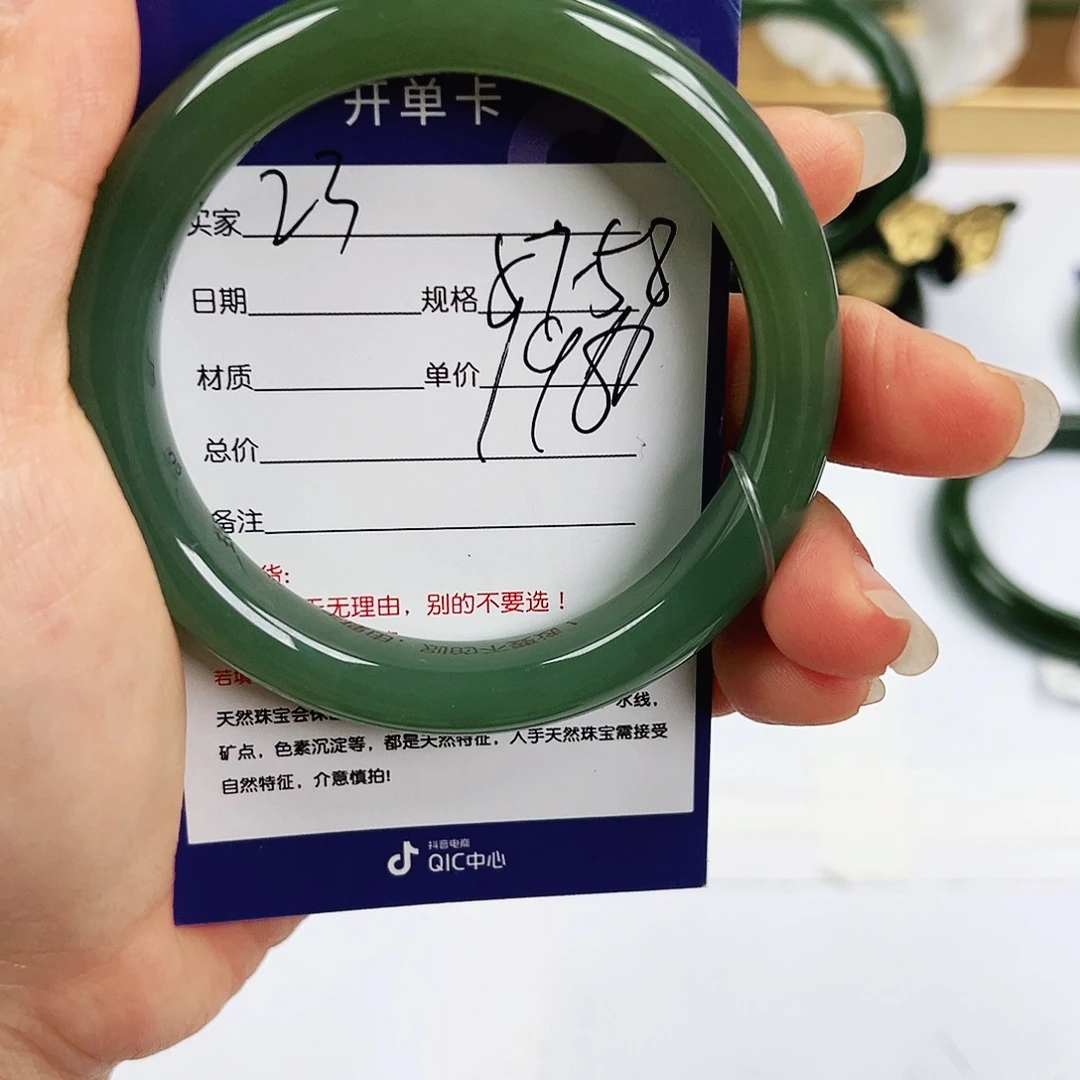 开单卡
买家 23
日期 规格 8758
材质 单价 1980
总价
备注
货:
无理由，别的不要选！
天然珠宝会 水线，
矿点，色素沉淀等，都是天然特征，入手天然珠宝需接受
自然特征，介意慎拍!
抖音电商
QIC中心